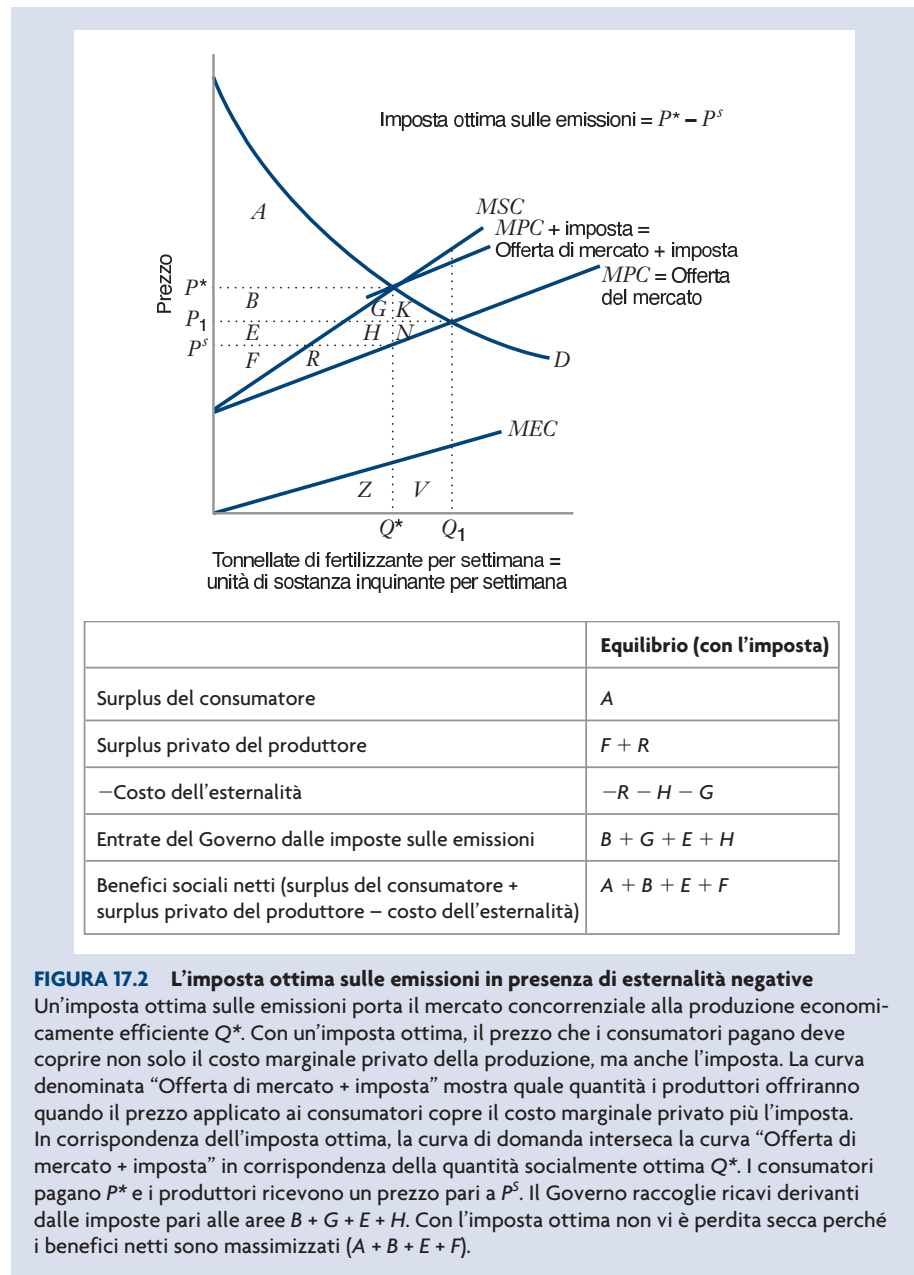 Imposta ottima sulle emissioni = P* – Pˢ
A
MSC
MPC + imposta =
Offerta di mercato + imposta
MPC = Offerta
del mercato
Prezzo
P*
B
G K
P₁
E
H N
Pˢ
F
R
D
MEC
Z V
Q* Q₁
Tonnellate di fertilizzante per settimana =
unità di sostanza inquinante per settimana
Equilibrio (con l'imposta)
Surplus del consumatore A
Surplus privato del produttore F + R
−Costo dell'esternalità −R − H − G
Entrate del Governo dalle imposte sulle emissioni B + G + E + H
Benefici sociali netti (surplus del consumatore + A + B + E + F
surplus privato del produttore – costo dell'esternalità)
FIGURA 17.2 L'imposta ottima sulle emissioni in presenza di esternalità negative
Un'imposta ottima sulle emissioni porta il mercato concorrenziale alla produzione economi-
camente efficiente Q*. Con un'imposta ottima, il prezzo che i consumatori pagano deve
coprire non solo il costo marginale privato della produzione, ma anche l'imposta. La curva
denominata "Offerta di mercato + imposta" mostra quale quantità i produttori offriranno
quando il prezzo applicato ai consumatori copre il costo marginale privato più l'imposta.
In corrispondenza dell'imposta ottima, la curva di domanda interseca la curva "Offerta di
mercato + imposta" in corrispondenza della quantità socialmente ottima Q*. I consumatori
pagano P* e i produttori ricevono un prezzo pari a Pˢ. Il Governo raccoglie ricavi derivanti
dalle imposte pari alle aree B + G + E + H. Con l'imposta ottima non vi è perdita secca perché
i benefici netti sono massimizzati (A + B + E + F).